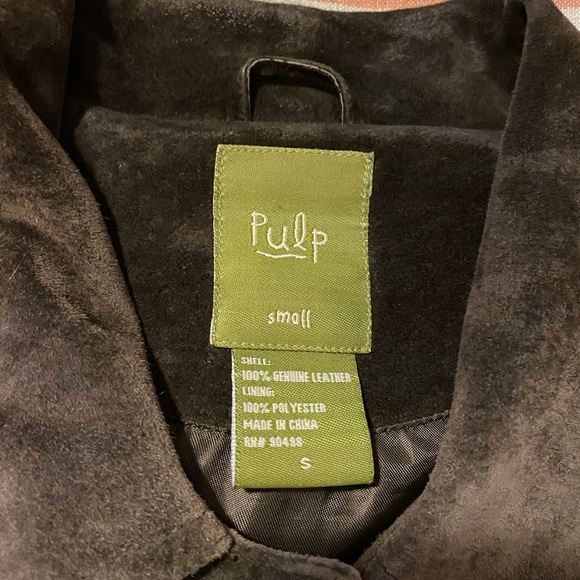 Pulp
small
SHELL:
100% GENUINE LEATHER
LINING:
100% POLYESTER
MADE IN CHINA
RN# 90498
S